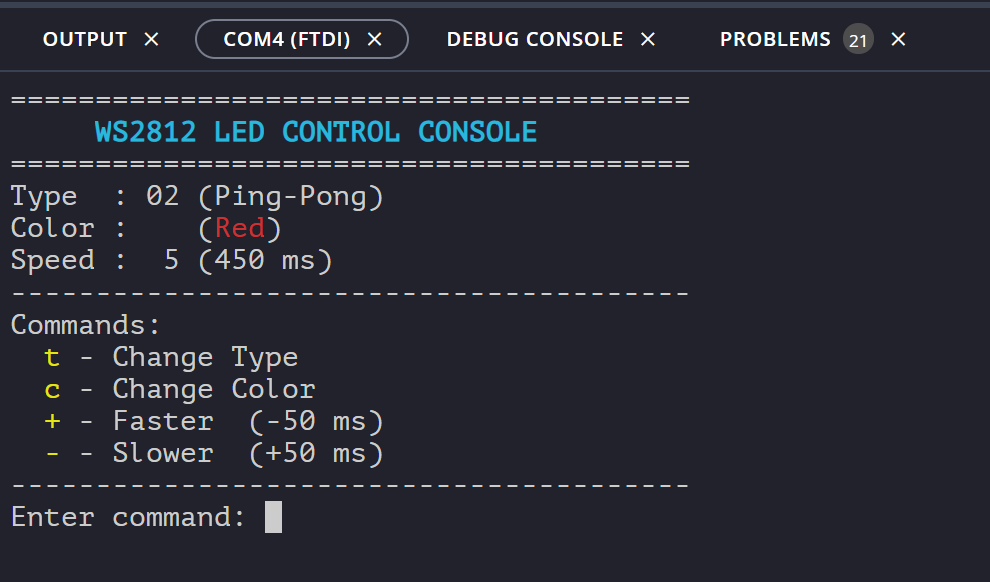 OUTPUT × COM4 (FTDI) × DEBUG CONSOLE × PROBLEMS 21 ×
========================================
     WS2812 LED CONTROL CONSOLE
========================================
Type  : 02 (Ping-Pong)
Color :    (Red)
Speed :  5 (450 ms)
----------------------------------------
Commands:
  t - Change Type
  c - Change Color
  + - Faster  (-50 ms)
  - - Slower  (+50 ms)
----------------------------------------
Enter command: